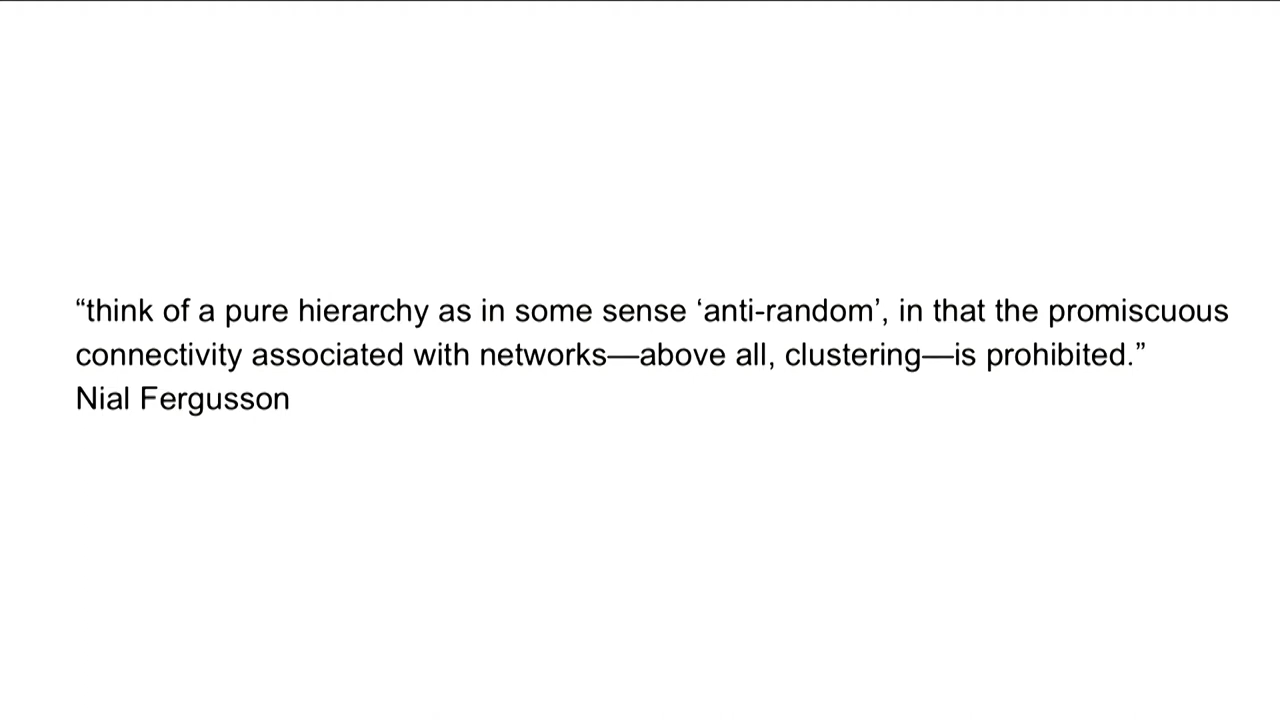 “think of a pure hierarchy as in some sense ‘anti-random’, in that the promiscuous
connectivity associated with networks—above all, clustering—is prohibited.”
Nial Fergusson